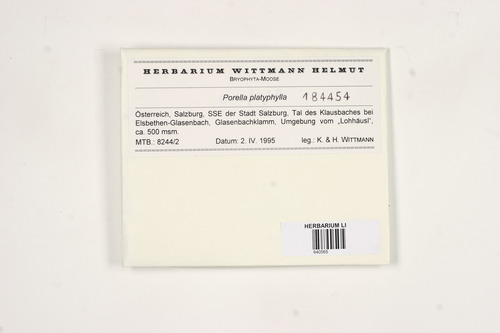 HERBARIUM WITTMANN HELMUT
BRYOPHYTA-MOOSE
Porella platyphylla 184454
Österreich, Salzburg, SSE der Stadt Salzburg, Tal des Klausbaches bei
Elsbethen-Glasenbach, Glasenbachklamm, Umgebung vom „Lohhäusl“,
ca. 500 msm.
MTB.: 8244/2 Datum: 2. IV. 1995 leg.: K. & H. WITTMANN
HERBARIUM LI
640565